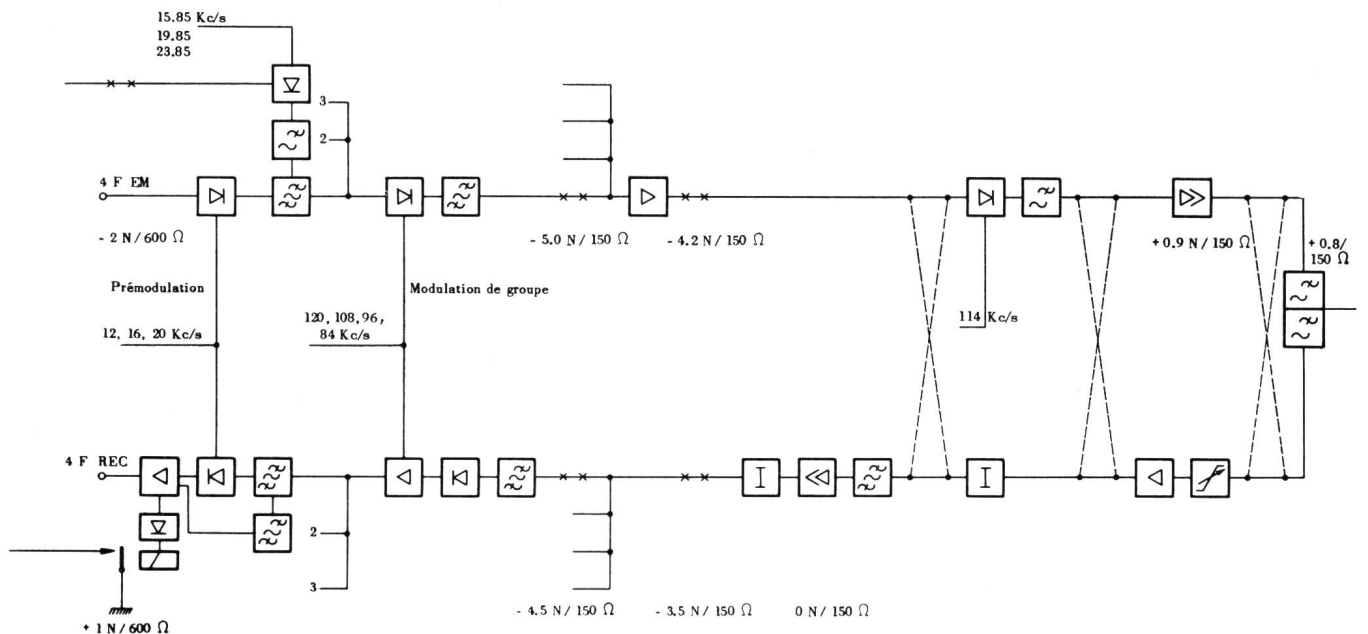 15.85 Kc/s
19.85
23.85
3
2
4 F EM
- 2 N/600 Ω
- 5.0 N/150 Ω
- 4.2 N/150 Ω
+0.9 N/150 Ω
+0.8/
150 Ω
Prémodulation
Modulation de groupe
12, 16, 20 Kc/s
120, 108, 96,
84 Kc/s
114 Kc/s
4 F REC
I
I
2
3
- 4.5 N/150 Ω
- 3.5 N/150 Ω
0 N/150 Ω
+ 1 N/600 Ω